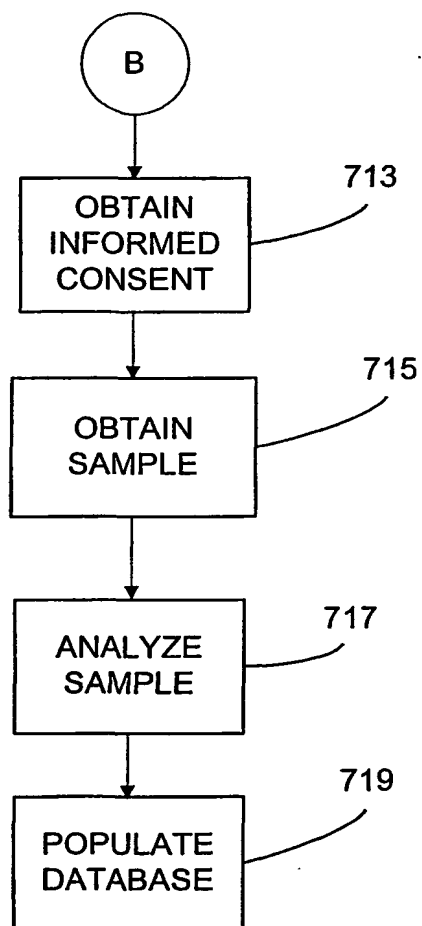 B
OBTAIN
INFORMED
CONSENT
713
OBTAIN
SAMPLE
715
ANALYZE
SAMPLE
717
POPULATE
DATABASE
719